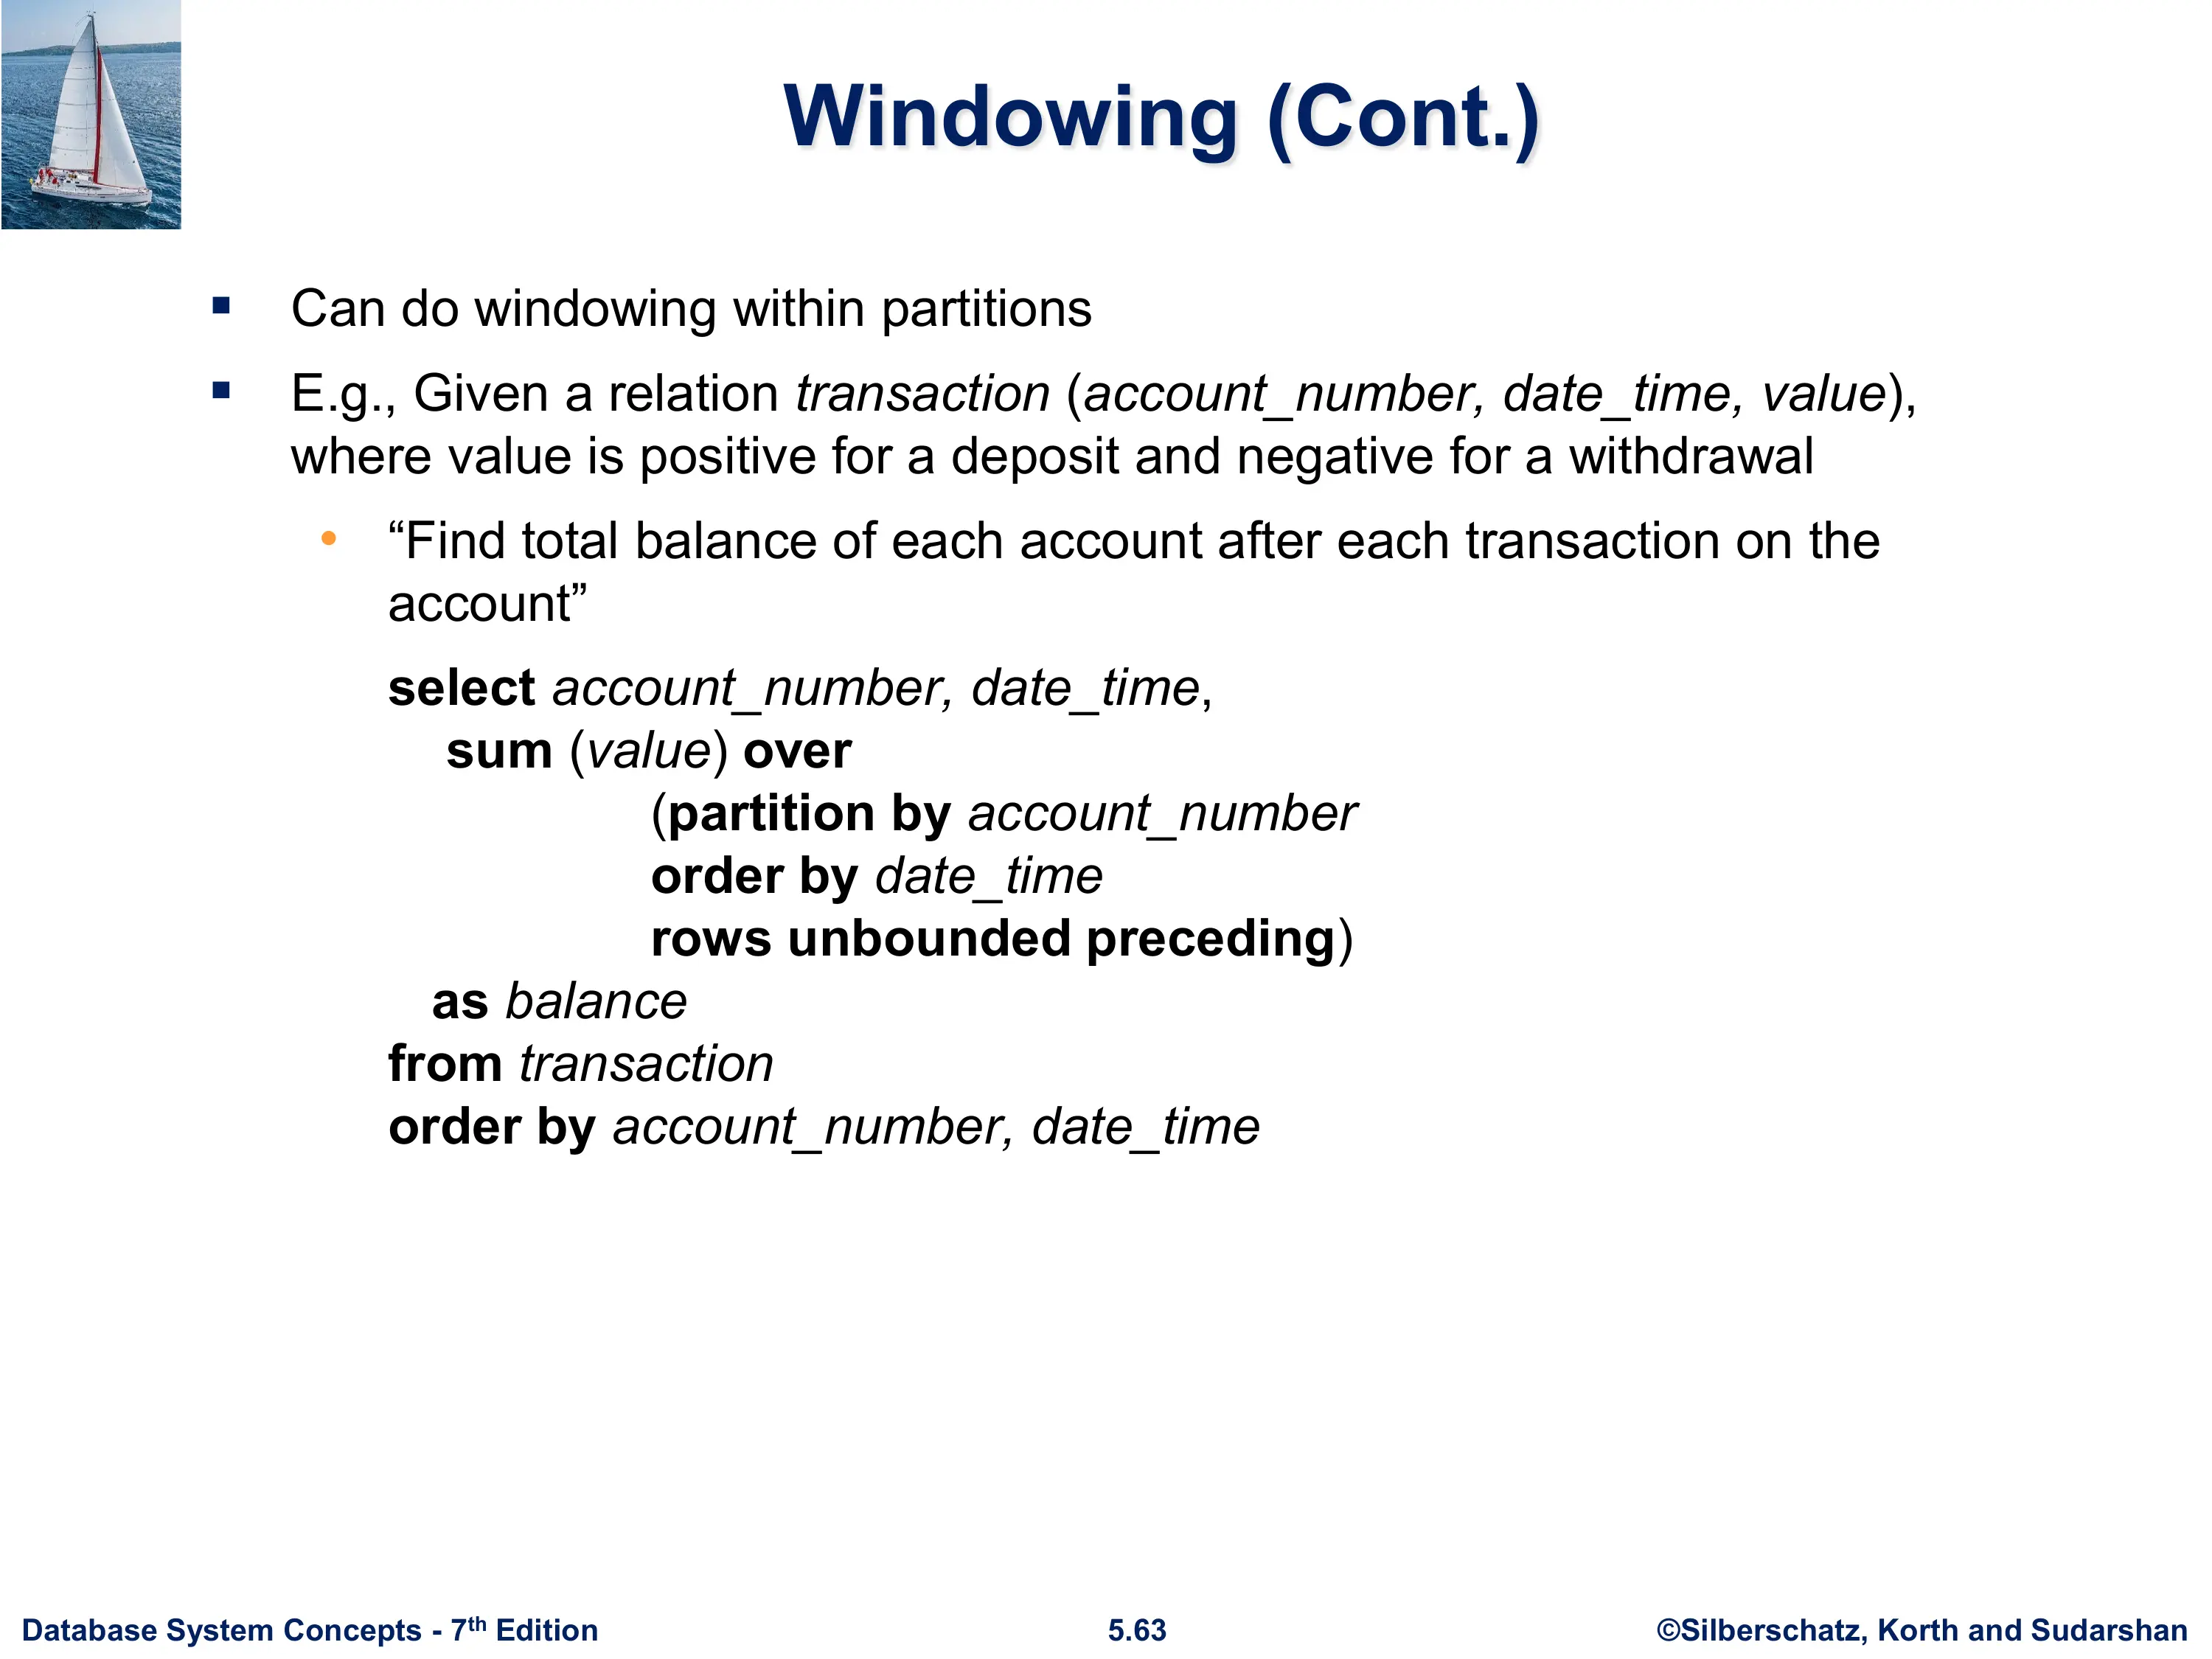 Windowing (Cont.)
▪ Can do windowing within partitions
▪ E.g., Given a relation transaction (account_number, date_time, value),
where value is positive for a deposit and negative for a withdrawal
• “Find total balance of each account after each transaction on the
account”
select account_number, date_time,
sum (value) over
(partition by account_number
order by date_time
rows unbounded preceding)
as balance
from transaction
order by account_number, date_time
Database System Concepts - 7th Edition 5.63 ©Silberschatz, Korth and Sudarshan